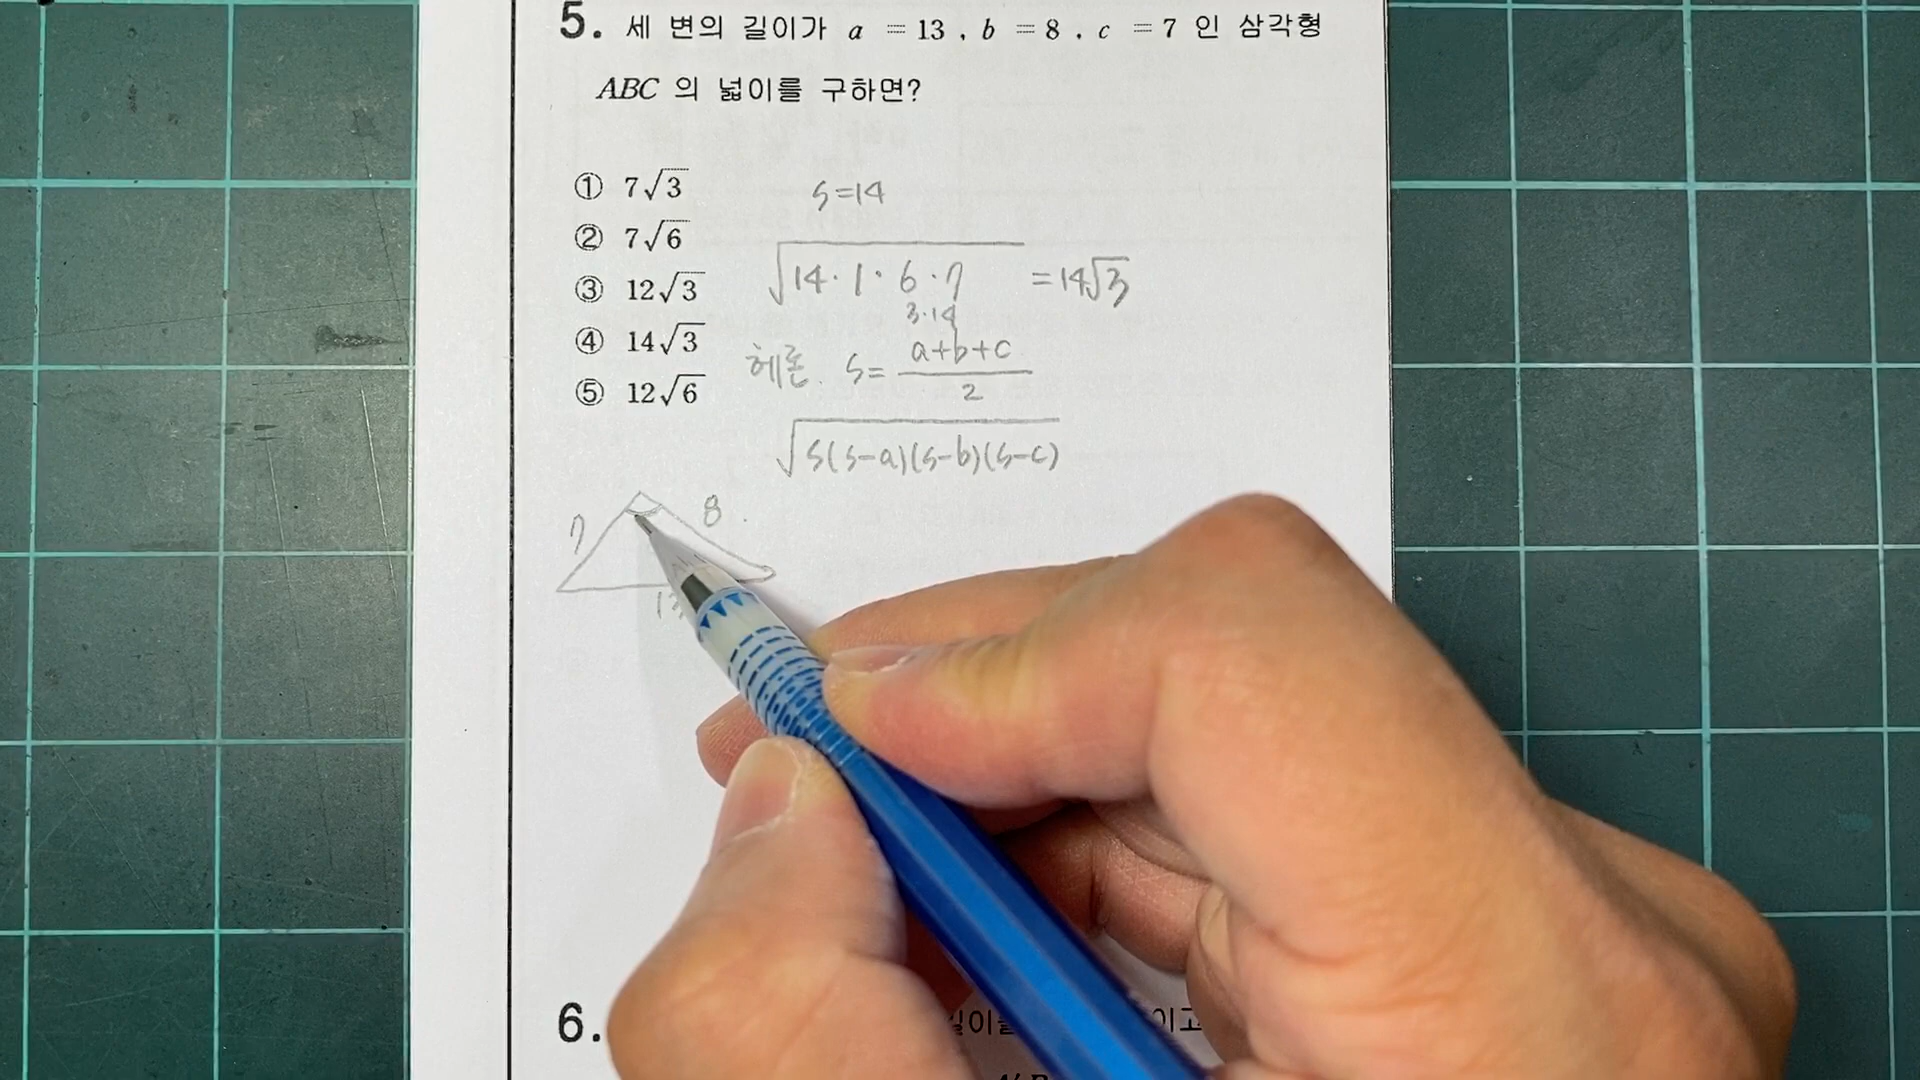 5. 세 변의 길이가 a = 13 , b = 8 , c = 7 인 삼각형
ABC 의 넓이를 구하면?
① 7√3
② 7√6
③ 12√3
④ 14√3
⑤ 12√6
s=14
√14·1·6·7 = 14√3
3·14
헤론. s= a+b+c / 2
√s(s-a)(s-b)(s-c)
7 8
13
6.